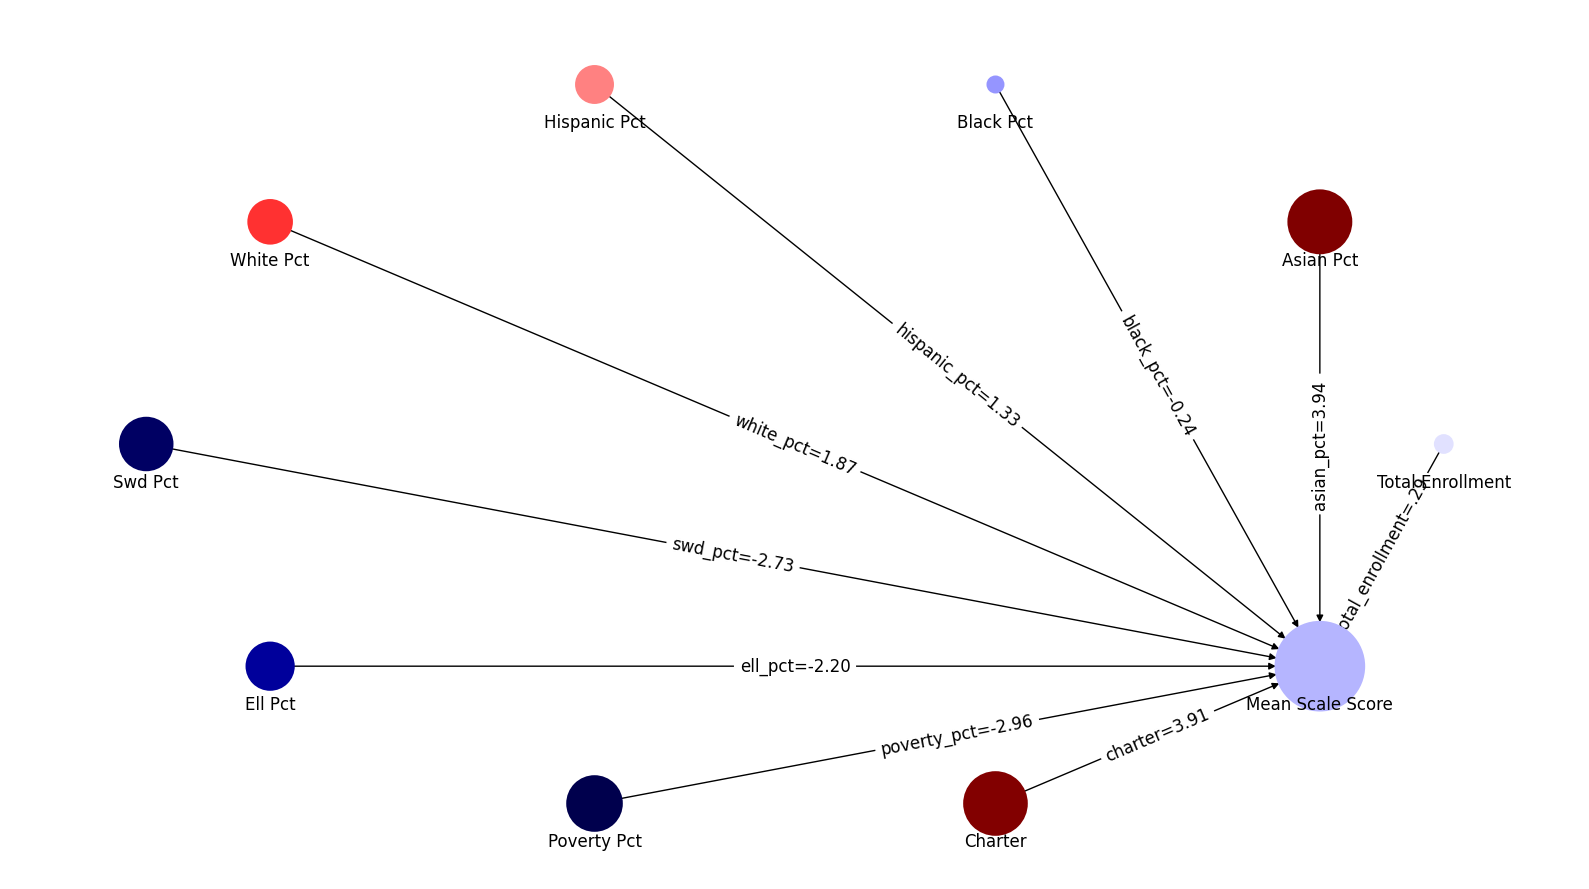 Hispanic Pct
Black Pct
White Pct
Asian Pct
hispanic_pct=1.33
black_pct=-0.24
asian_pct=3.94
white_pct=1.87
Swd Pct
Total Enrollment
swd_pct=-2.73
otal_enrollment=.29
ell_pct=-2.20
Ell Pct
Mean Scale Score
poverty_pct=-2.96
charter=3.91
Poverty Pct
Charter